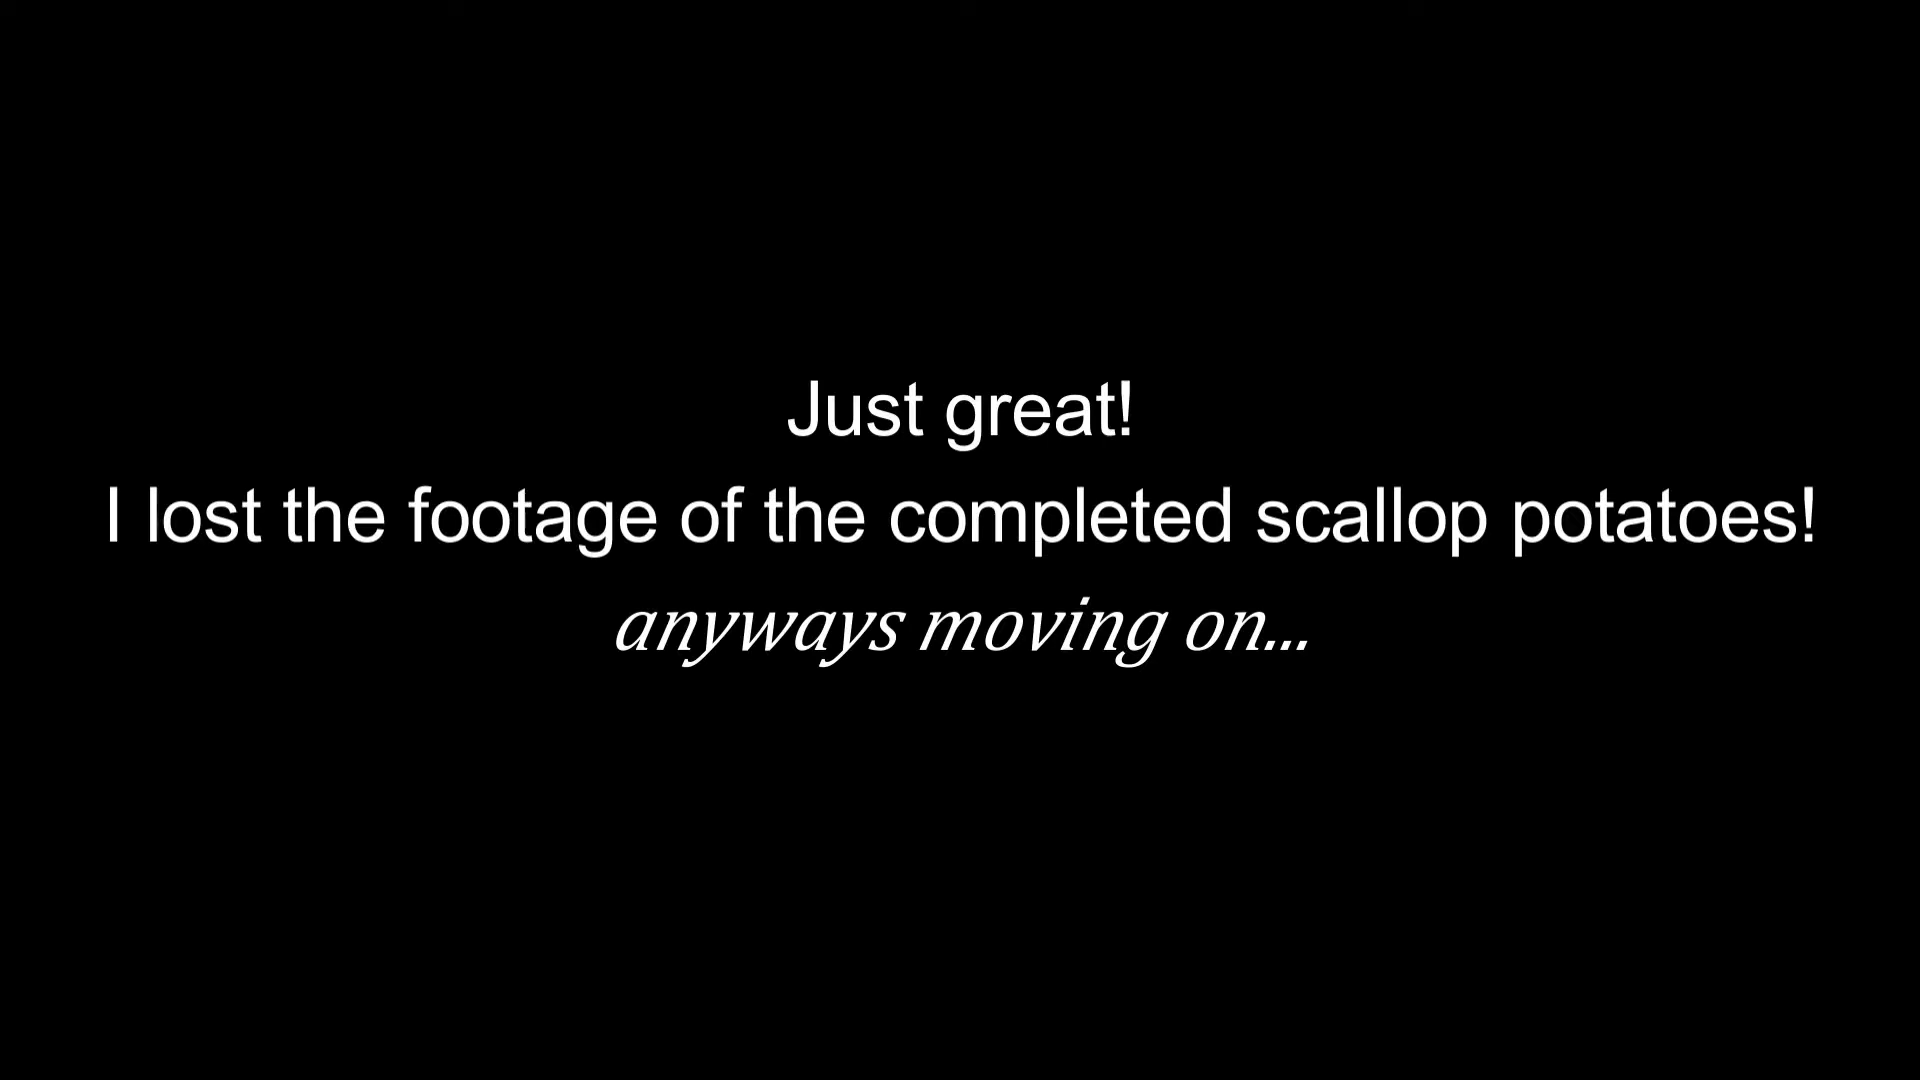 Just great!
I lost the footage of the completed scallop potatoes!
anyways moving on...